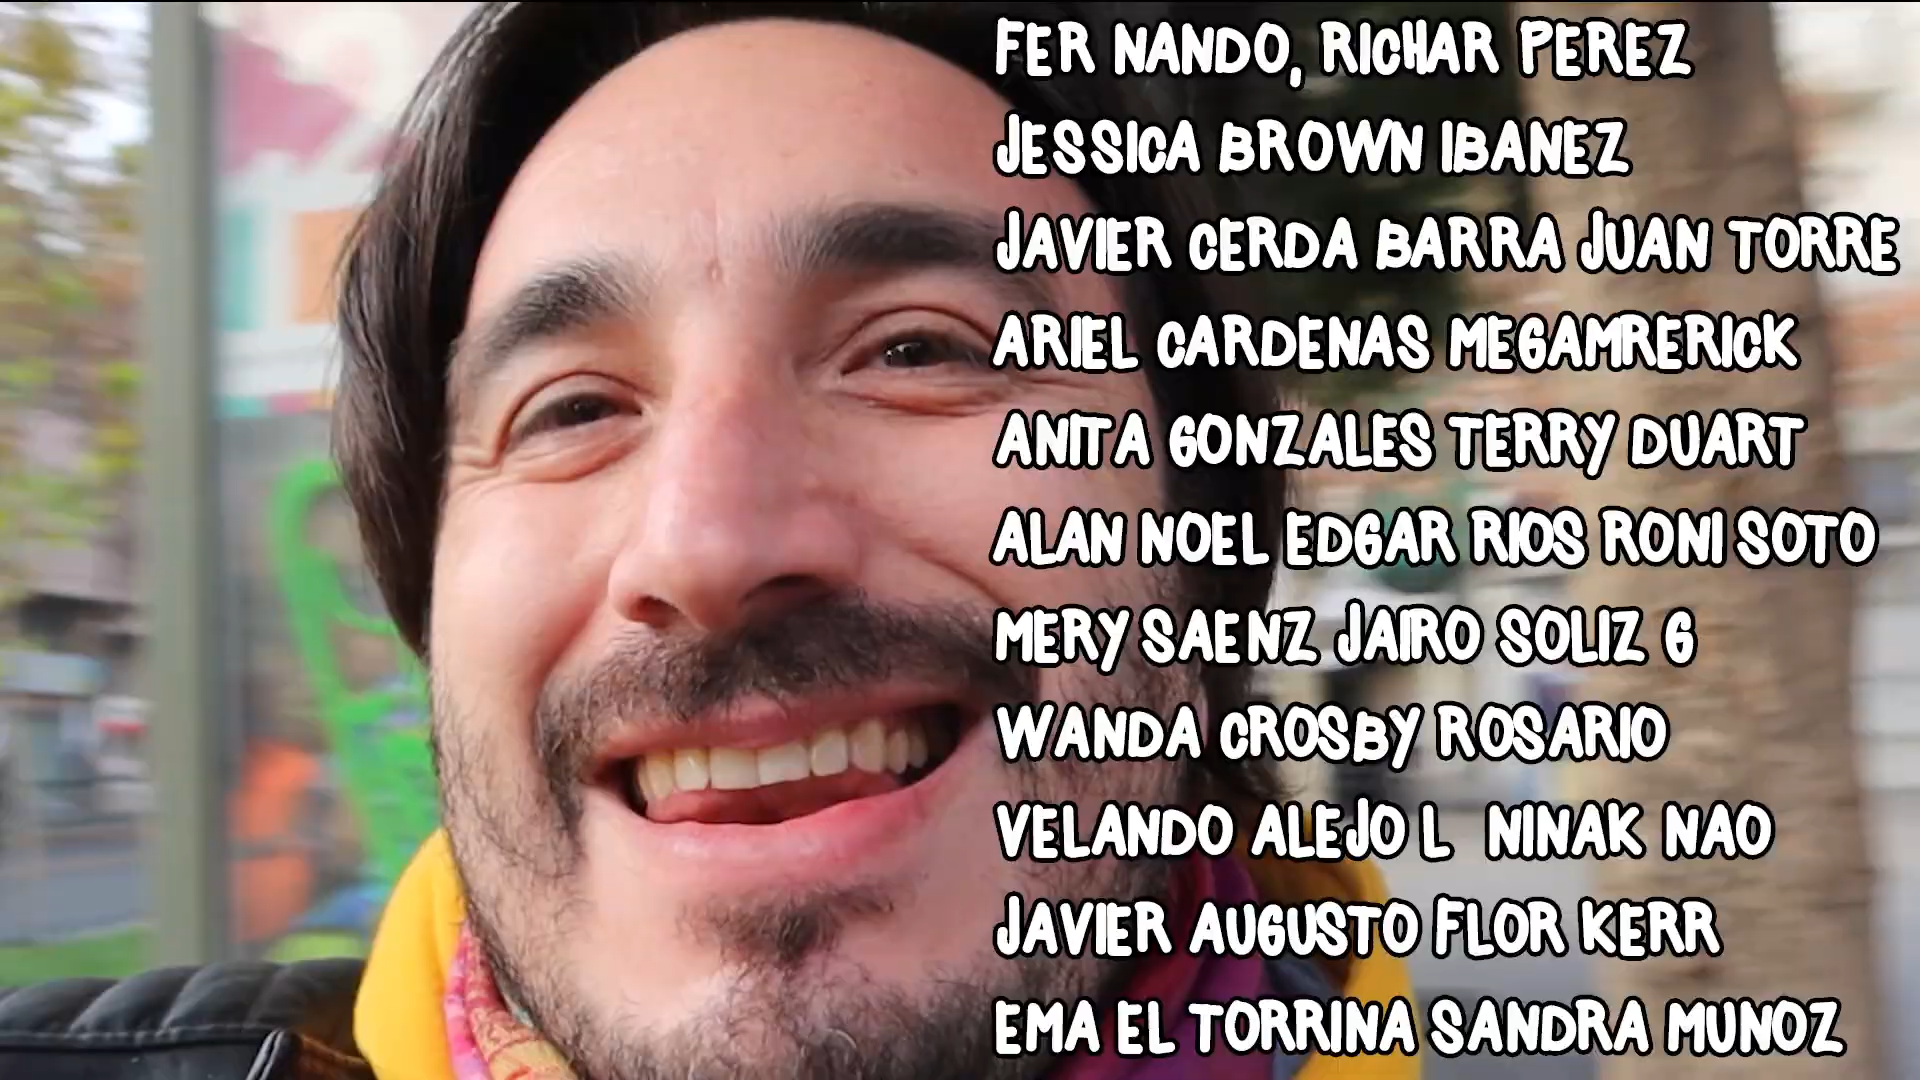 FER NANDO, RICHAR PEREZ
JESSICA BROWN IBANEZ
JAVIER CERDA BARRA JUAN TORRE
ARIEL CARDENAS MEGAMRERICK
ANITA GONZALES TERRY DUART
ALAN NOEL EDGAR RIOS RONI SOTO
MERY SAENZ JAIRO SOLIZ G
WANDA CROSBY ROSARIO
VELANDO ALEJO L NINAK NAO
JAVIER AUGUSTO FLOR KERR
EMA EL TORRINA SANDRA MUNOZ